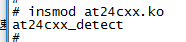 #
# insmod at24cxx.ko
at24cxx_detect
#